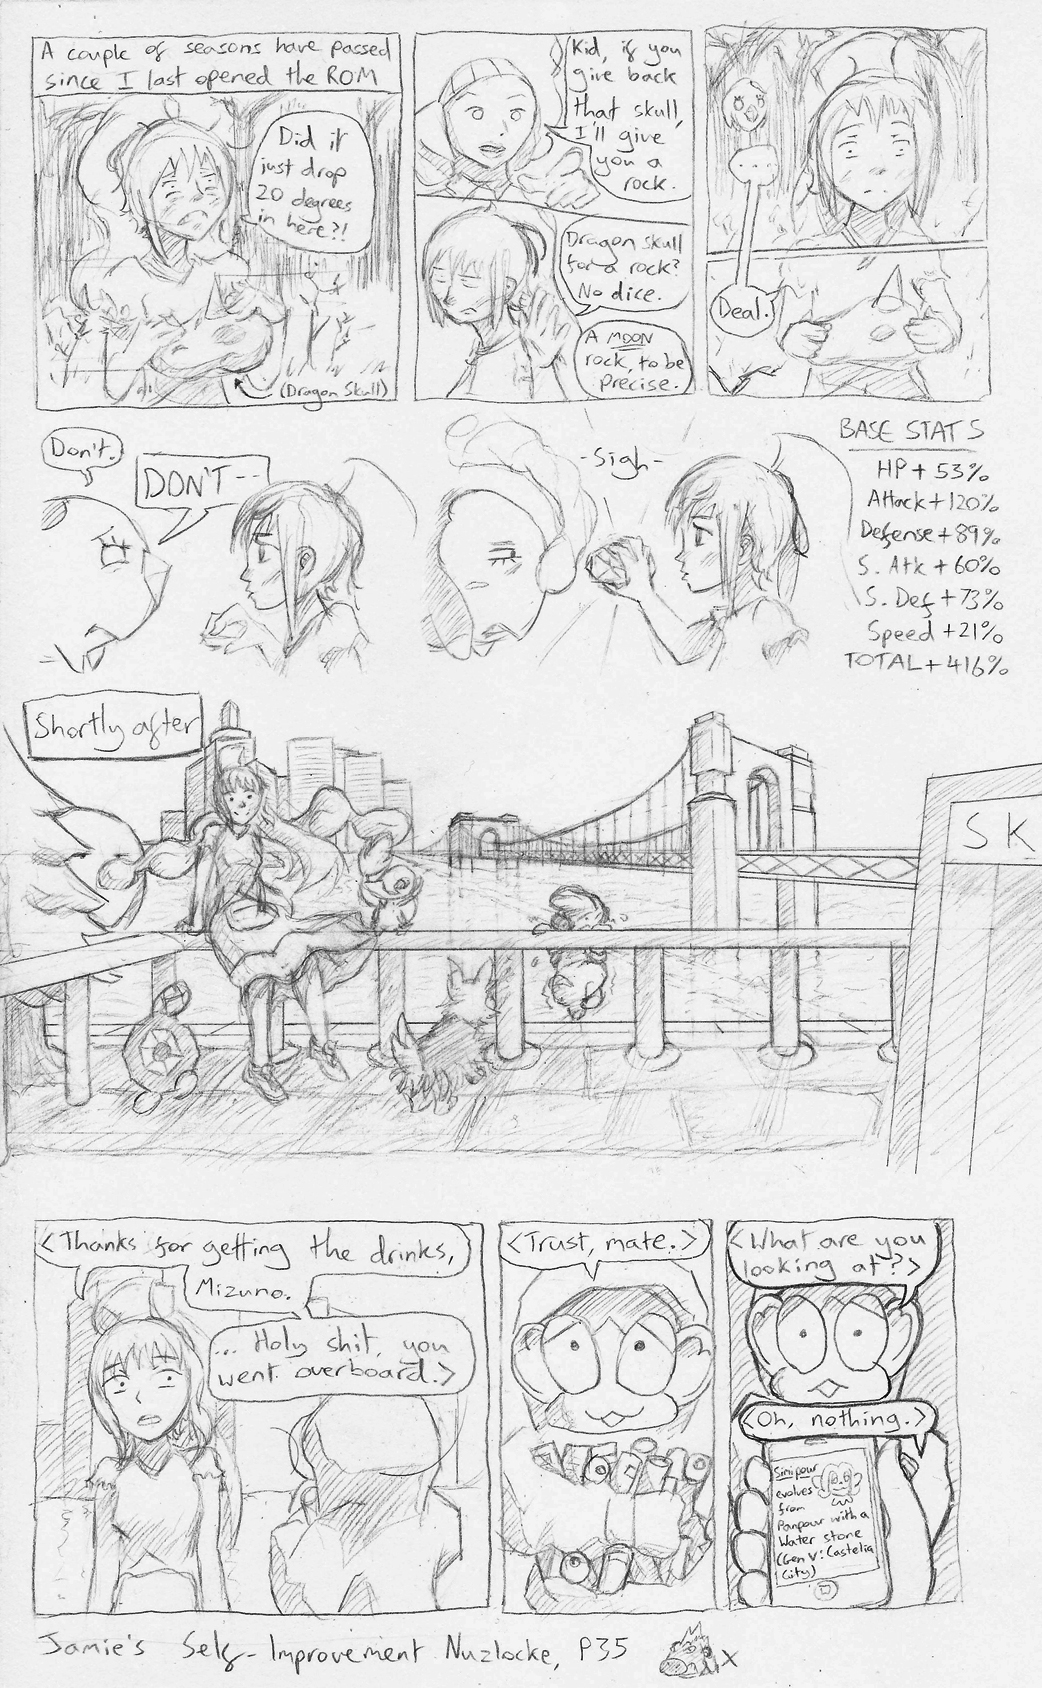 A couple of seasons have passed
since I last opened the ROM
Did it
just drop
20 degrees
in here?!
(Dragon Skull)
Kid, if you
give back
that skull,
I'll give
you a
rock.
Dragon skull
for a rock?
No dice.
A MOON
rock, to be
precise.
...
Deal.
Don't.
DON'T--
-Sigh-
BASE STATS
HP + 53%
Attack +120%
Defense +89%
S. Atk + 60%
S. Def +73%
Speed +21%
TOTAL + 416%
Shortly after
SK
<Thanks for getting the drinks,
Mizuno.
... Holy shit, you
went overboard.>
<Trust, mate.>
<What are you
looking at?>
<Oh, nothing.>
Simipour
evolves
from
Panpour with a
Water stone
(Gen V: Castelia
City)
Jamie's Self-Improvement Nuzlocke, P35
x